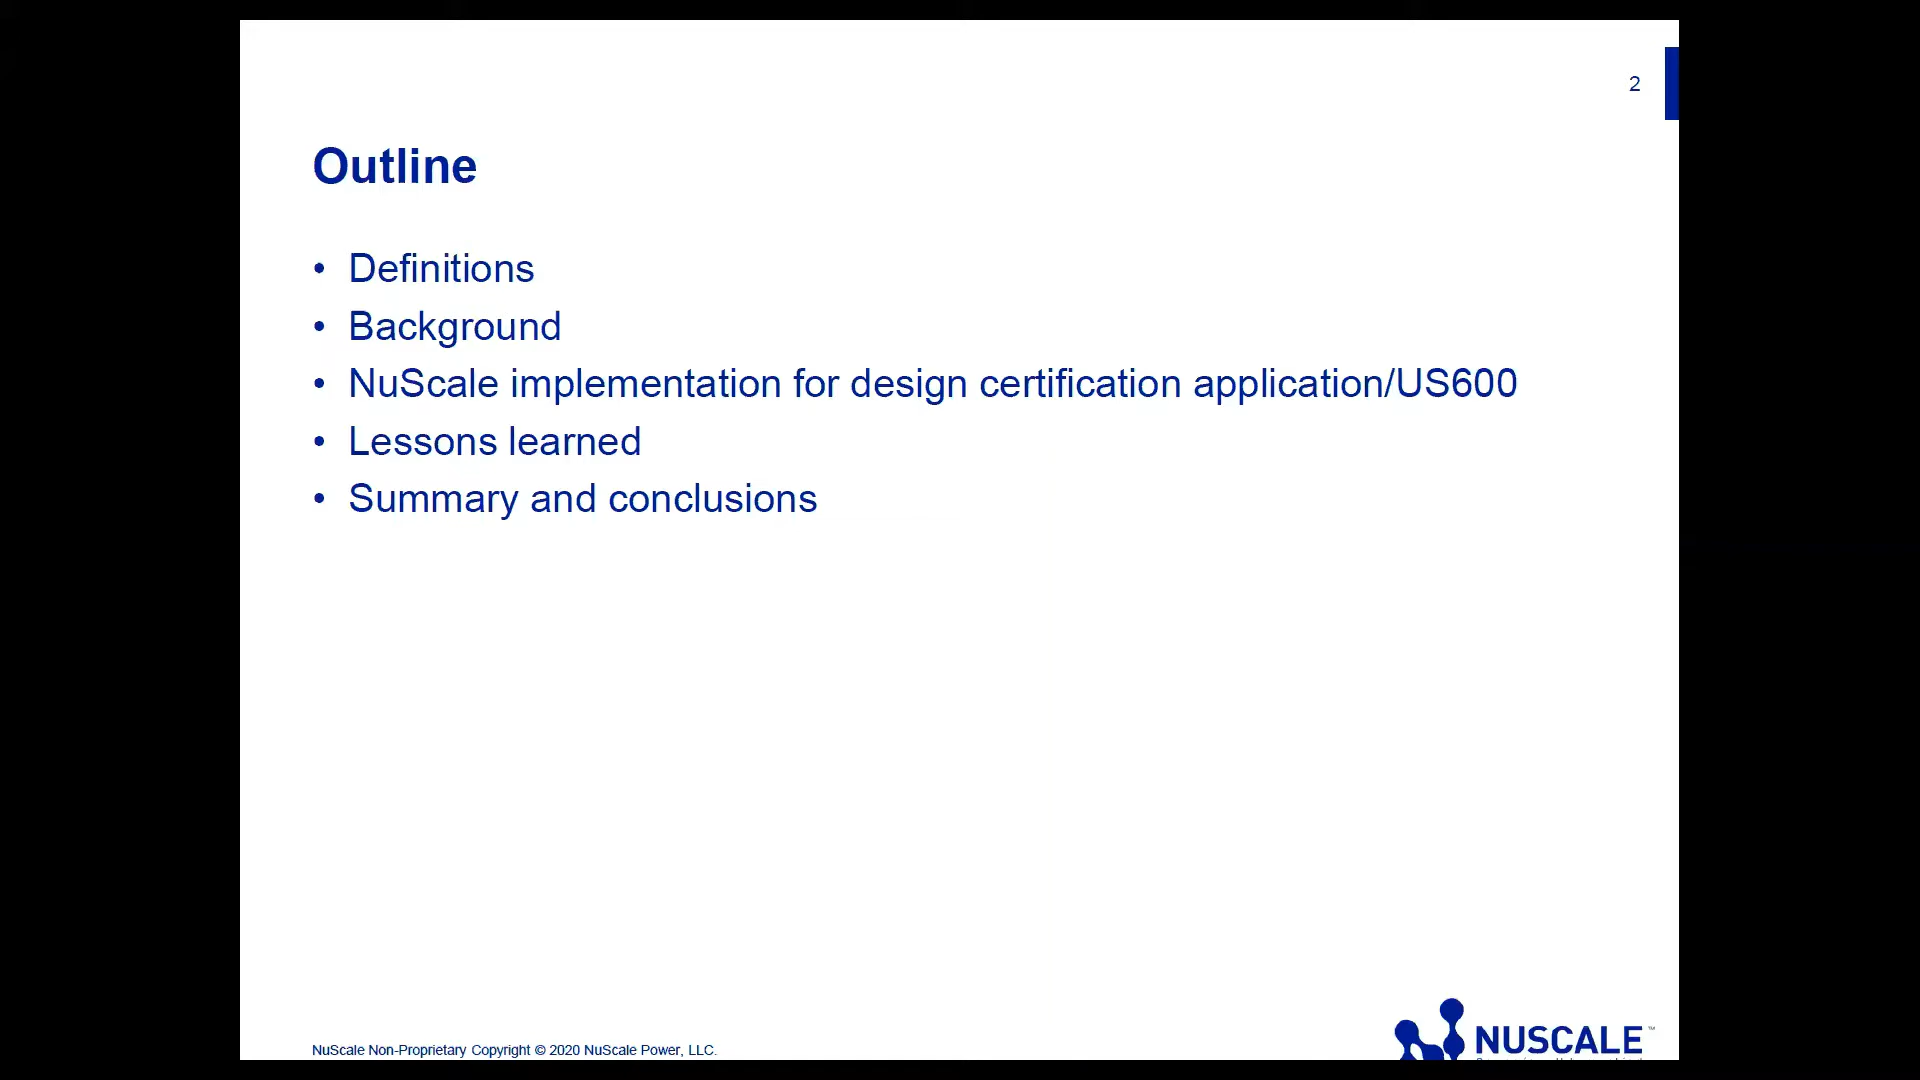 2
Outline
• Definitions
• Background
• NuScale implementation for design certification application/US600
• Lessons learned
• Summary and conclusions
NuScale Non-Proprietary Copyright © 2020 NuScale Power, LLC.
NUSCALE™